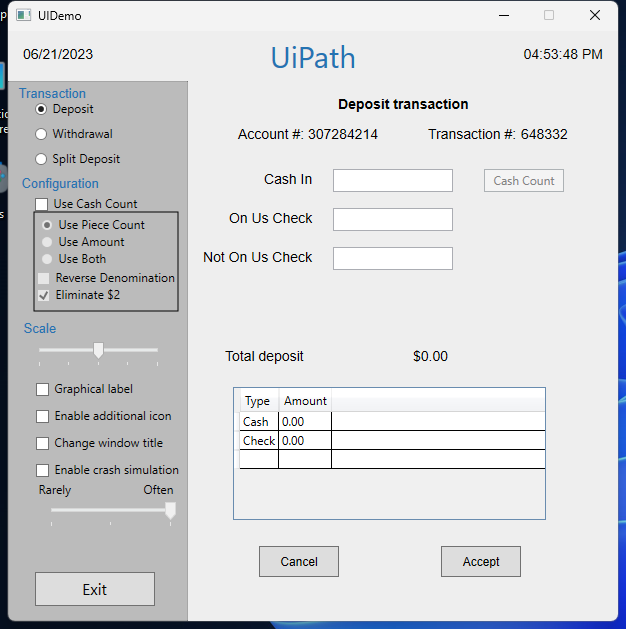 UIDemo
06/21/2023
UiPath
04:53:48 PM
Transaction
Deposit
Withdrawal
Split Deposit
Configuration
Use Cash Count
Use Piece Count
Use Amount
Use Both
Reverse Denomination
Eliminate $2
Scale
Graphical label
Enable additional icon
Change window title
Enable crash simulation
Rarely Often
Exit
Deposit transaction
Account #: 307284214 Transaction #: 648332
Cash In Cash Count
On Us Check
Not On Us Check
Total deposit $0.00
Type Amount
Cash 0.00
Check 0.00
Cancel Accept